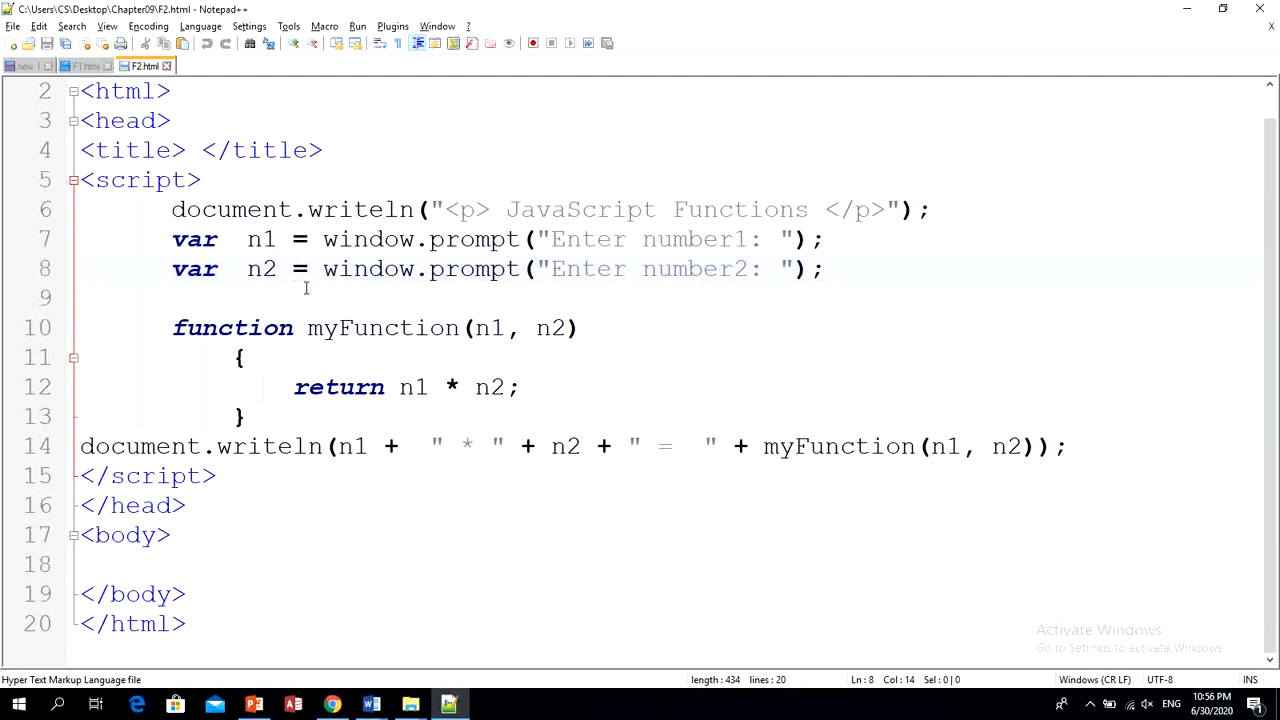 C:\Users\CS\Desktop\Chapter09\F2.html - Notepad++
File Edit Search View Encoding Language Settings Tools Macro Run Plugins Window ?
new F2.html
2 <html>
3 <head>
4 <title> </title>
5 <script>
6 document.writeln("<p> JavaScript Functions </p>");
7 var n1 = window.prompt("Enter number1: ");
8 var n2 = window.prompt("Enter number2: ");
9
10 function myFunction(n1, n2)
11 {
12 return n1 * n2;
13 }
14 document.writeln(n1 + " * " + n2 + " = " + myFunction(n1, n2));
15 </script>
16 </head>
17 <body>
18
19 </body>
20 </html>
Activate Windows
Go to Settings to activate Windows.
Hyper Text Markup Language file length : 434 lines : 20 Ln : 8 Col : 14 Sel : 0 | 0 Windows (CR LF) UTF-8 INS
ENG 10:56 PM
6/30/2020